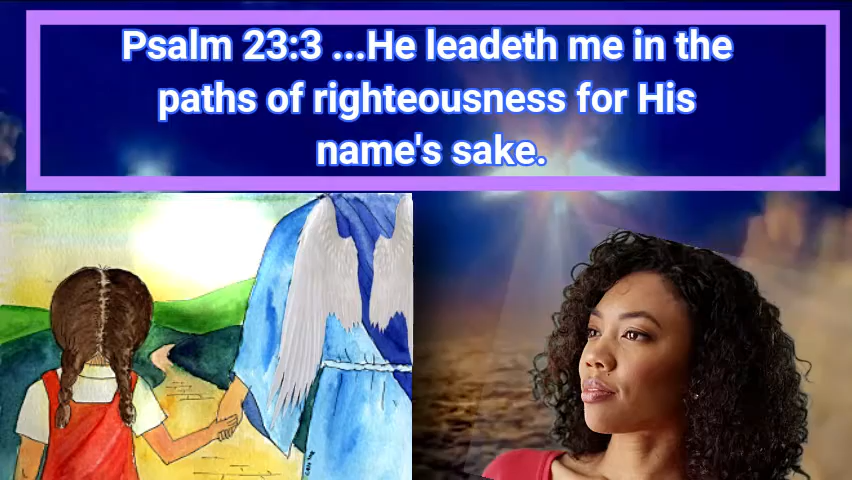 Psalm 23:3 ...He leadeth me in the
paths of righteousness for His
name's sake.